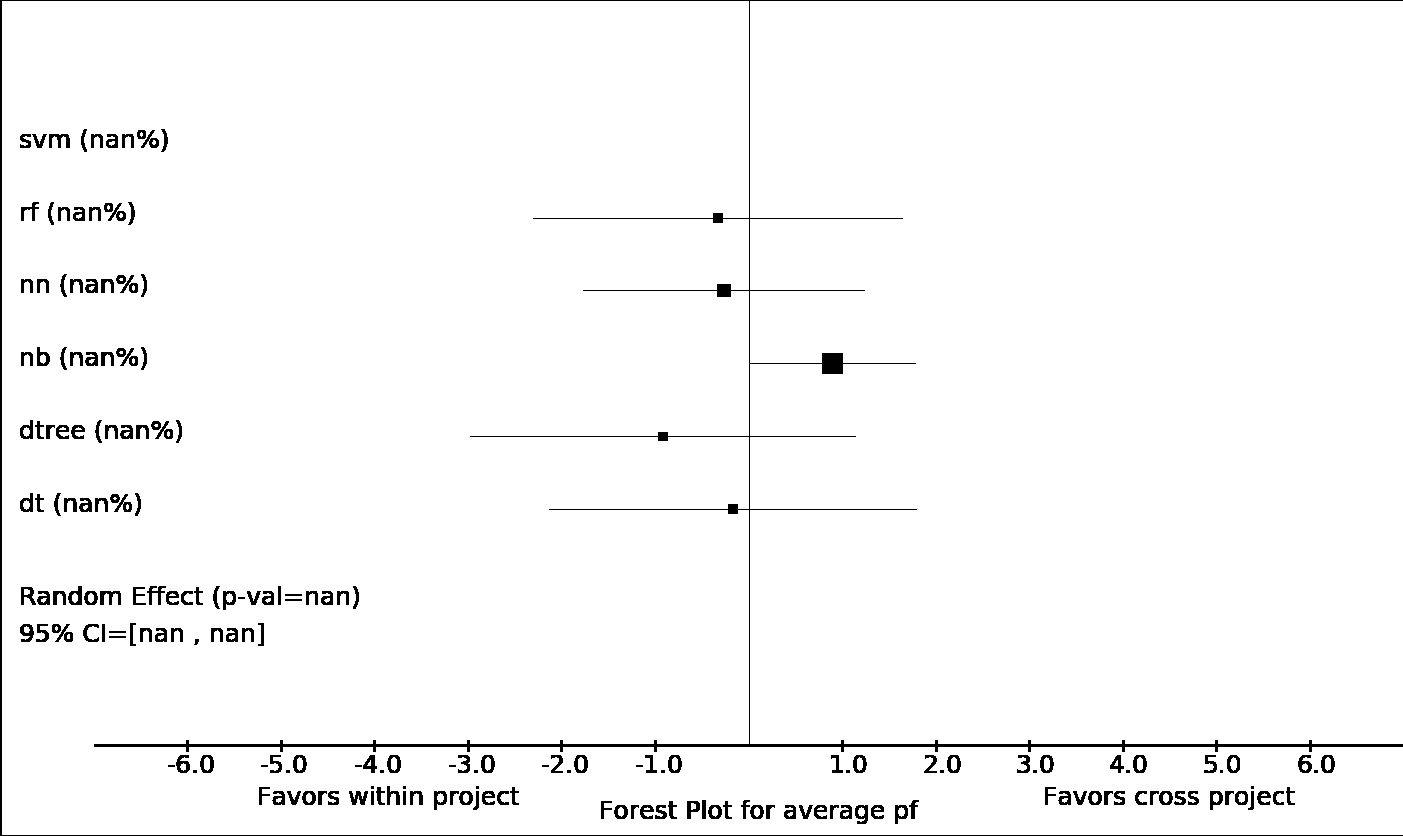 svm (nan%)
rf (nan%)
nn (nan%)
nb (nan%)
dtree (nan%)
dt (nan%)
Random Effect (p-val=nan)
95% CI=[nan , nan]
-6.0 -5.0 -4.0 -3.0 -2.0 -1.0 1.0 2.0 3.0 4.0 5.0 6.0
Favors within project Favors cross project
Forest Plot for average pf